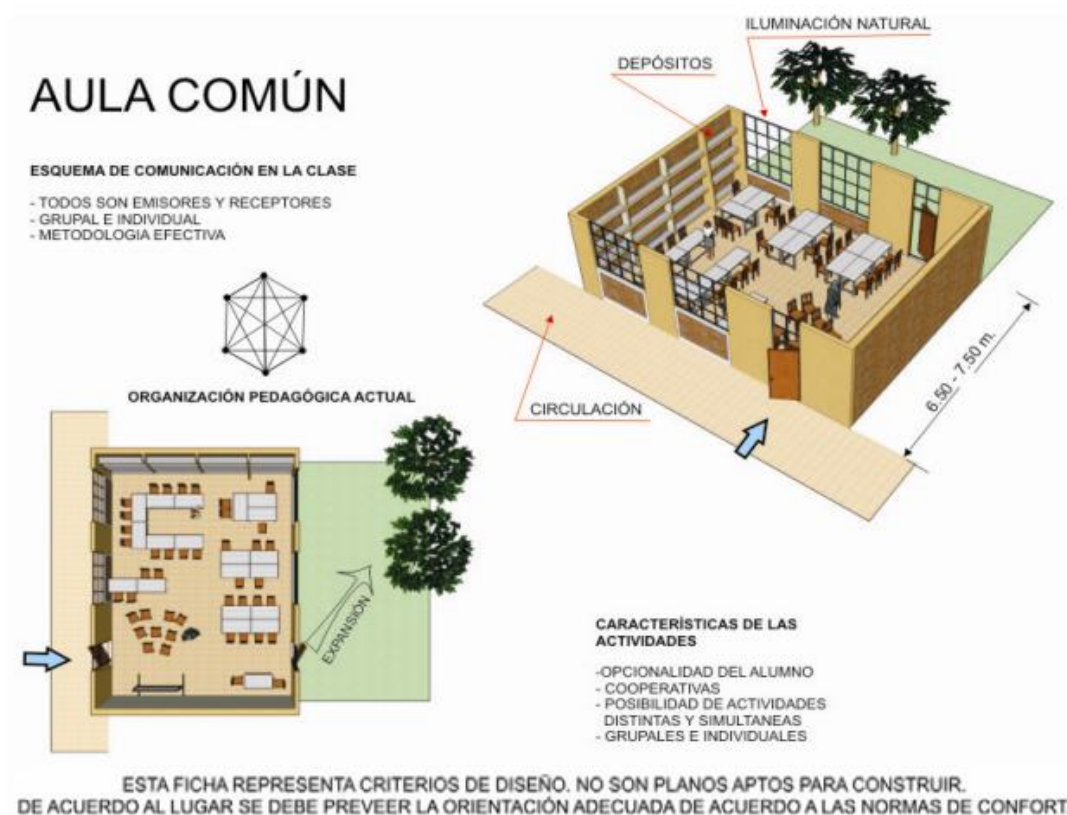 AULA COMÚN
ESQUEMA DE COMUNICACIÓN EN LA CLASE
- TODOS SON EMISORES Y RECEPTORES
- GRUPAL E INDIVIDUAL
- METODOLOGIA EFECTIVA
ORGANIZACIÓN PEDAGÓGICA ACTUAL
ILUMINACIÓN NATURAL
DEPÓSITOS
CIRCULACIÓN
6.50 - 7.50 m.
EXPANSIÓN
CARACTERÍSTICAS DE LAS
ACTIVIDADES
-OPCIONALIDAD DEL ALUMNO
- COOPERATIVAS
- POSIBILIDAD DE ACTIVIDADES
DISTINTAS Y SIMULTANEAS
- GRUPALES E INDIVIDUALES
ESTA FICHA REPRESENTA CRITERIOS DE DISEÑO. NO SON PLANOS APTOS PARA CONSTRUIR.
DE ACUERDO AL LUGAR SE DEBE PREVEER LA ORIENTACIÓN ADECUADA DE ACUERDO A LAS NORMAS DE CONFORT